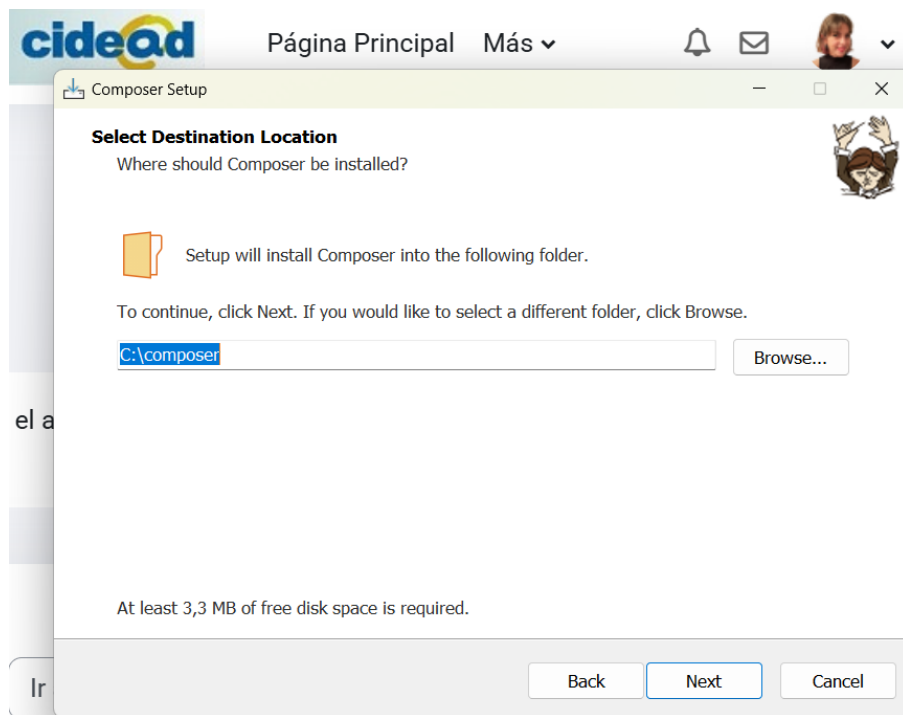 cidead
Página Principal Más
Composer Setup
Select Destination Location
Where should Composer be installed?
Setup will install Composer into the following folder.
To continue, click Next. If you would like to select a different folder, click Browse.
C:\composer
Browse...
el a
At least 3,3 MB of free disk space is required.
Ir
Back Next Cancel